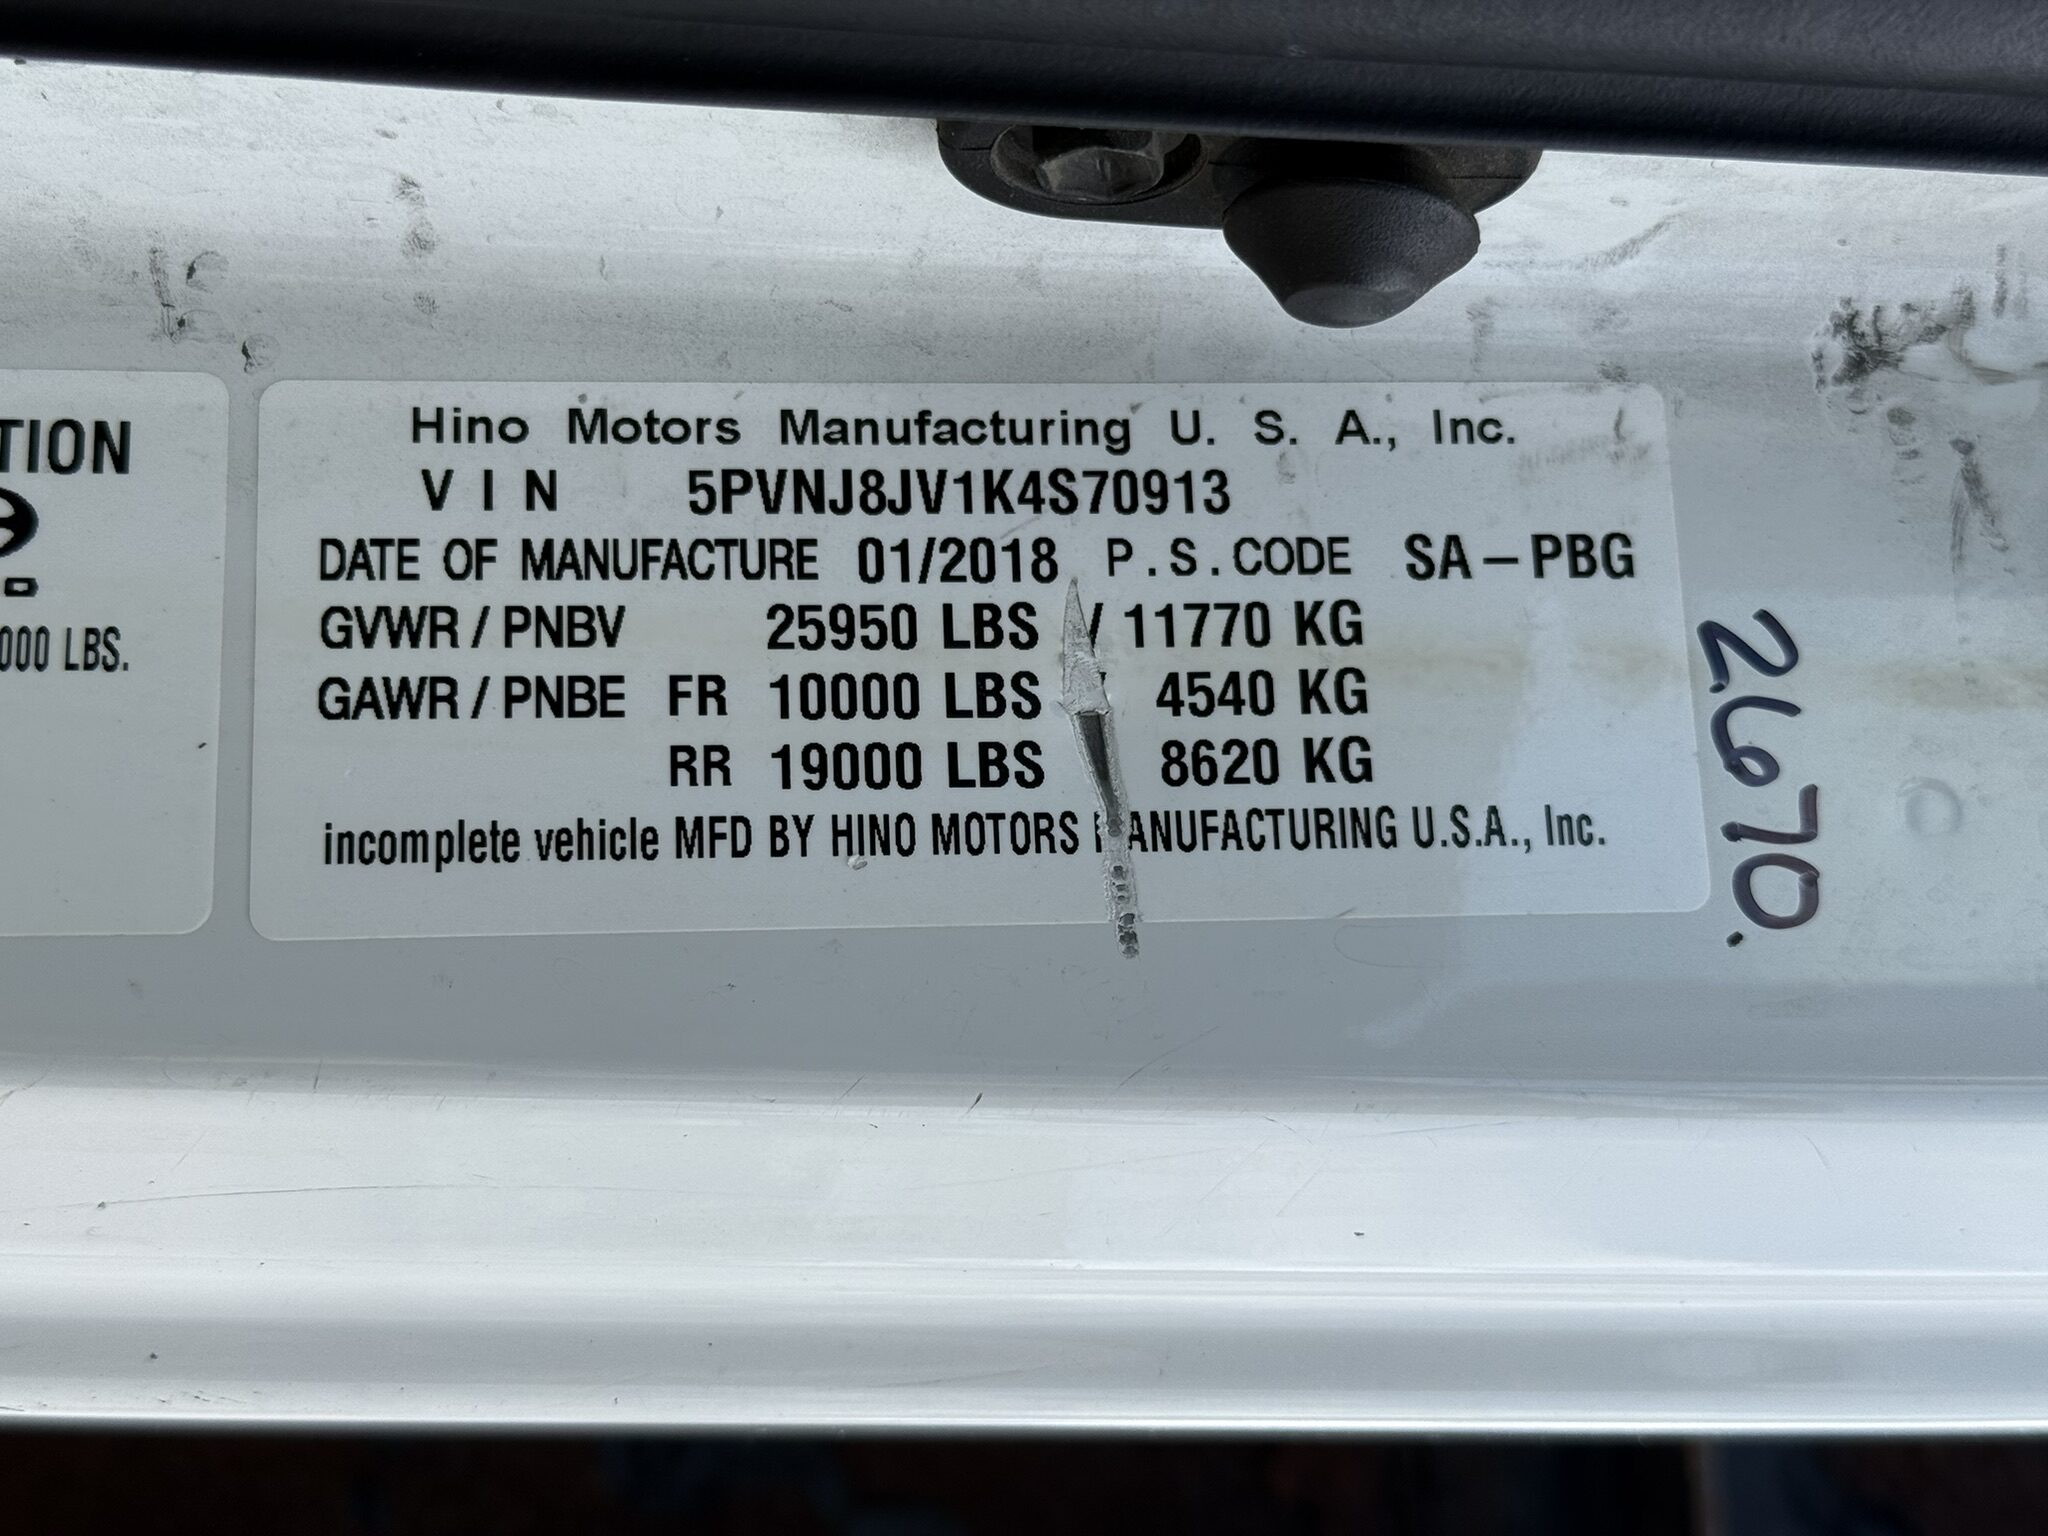 TION
000 LBS.
Hino Motors Manufacturing U. S. A., Inc.
VIN 5PVNJ8JV1K4S70913
DATE OF MANUFACTURE 01/2018 P.S.CODE SA-PBG
GVWR / PNBV 25950 LBS / 11770 KG
GAWR / PNBE FR 10000 LBS 4540 KG
RR 19000 LBS 8620 KG
incomplete vehicle MFD BY HINO MOTORS MANUFACTURING U.S.A., Inc.
2670.